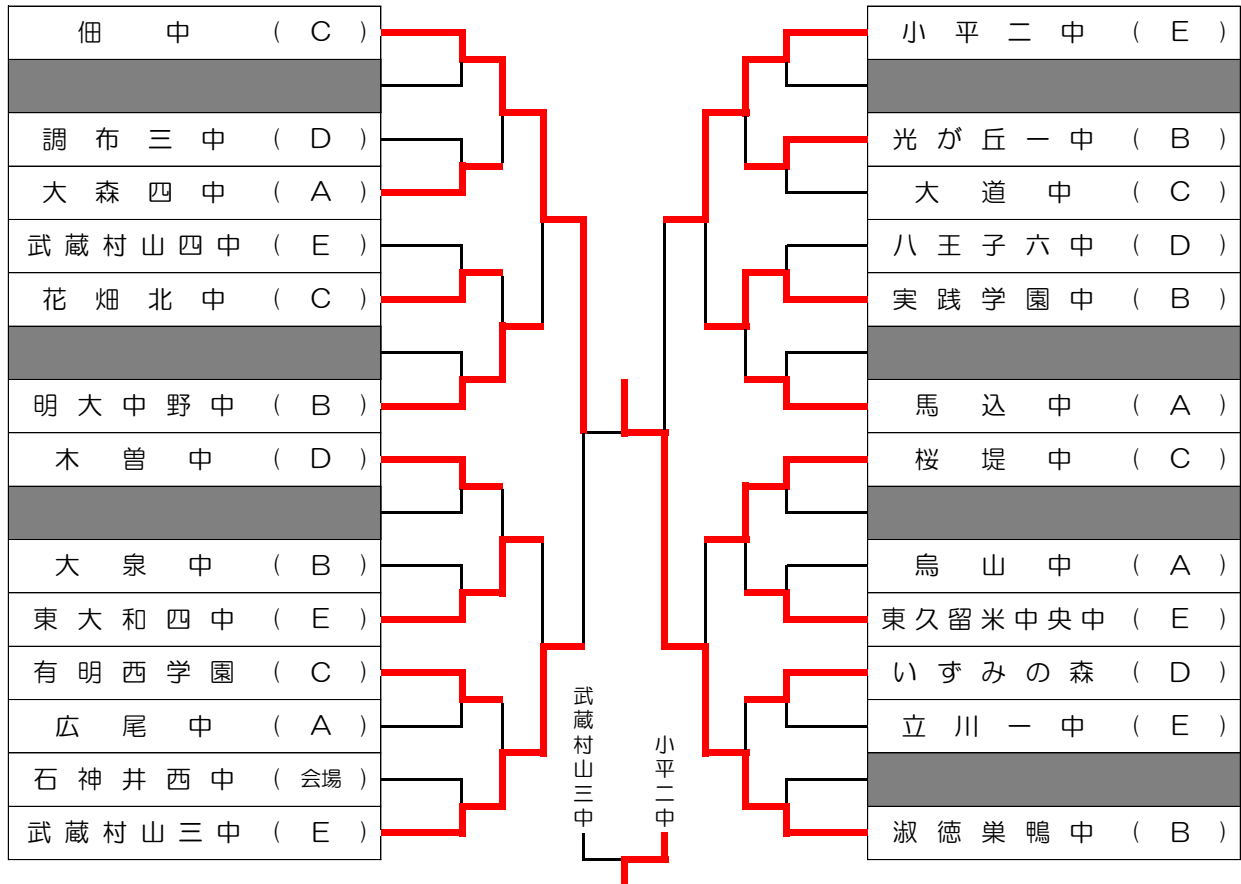 佃中 ( C )
調布三中 ( D )
大森四中 ( A )
武蔵村山四中 ( E )
花畑北中 ( C )
明大中野中 ( B )
木曽中 ( D )
大泉中 ( B )
東大和四中 ( E )
有明西学園 ( C )
広尾中 ( A )
石神井西中 ( 会場 )
武蔵村山三中 ( E )
武蔵村山三中
小平二中
小平二中 ( E )
光が丘一中 ( B )
大道中 ( C )
八王子六中 ( D )
実践学園中 ( B )
馬込中 ( A )
桜堤中 ( C )
烏山中 ( A )
東久留米中央中 ( E )
いずみの森 ( D )
立川一中 ( E )
淑徳巣鴨中 ( B )